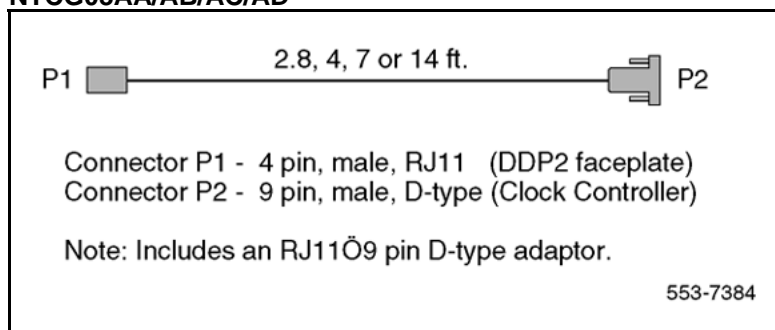 2.8, 4, 7 or 14 ft.
P1 P2
Connector P1 - 4 pin, male, RJ11 (DDP2 faceplate)
Connector P2 - 9 pin, male, D-type (Clock Controller)
Note: Includes an RJ11Ö9 pin D-type adaptor.
553-7384